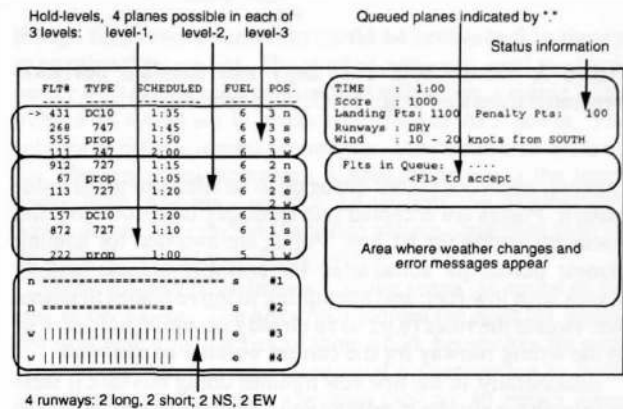 Hold-levels, 4 planes possible in each of
3 levels: level-1, level-2, level-3
Queued planes indicated by "."
Status information
FLT# TYPE SCHEDULED FUEL POS.
-> 431 DC10 1:35 6 3 n
268 747 1:45 6 3 s
555 prop 1:50 6 3 e
111 747 2:00 6 3 w
912 727 1:15 6 2 n
67 prop 1:05 6 2 s
113 727 1:20 6 2 e
2 w
157 DC10 1:20 6 1 n
872 727 1:10 6 1 s
1 e
222 prop 1:00 5 1 w
n s #1
n s #2
w e #3
w e #4
TIME : 1:00
Score : 1000
Landing Pts: 1100 Penalty Pts: 100
Runways : DRY
Wind : 10 - 20 knots from SOUTH
Flts in Queue: ....
<F1> to accept
Area where weather changes and
error messages appear
4 runways: 2 long, 2 short; 2 NS, 2 EW